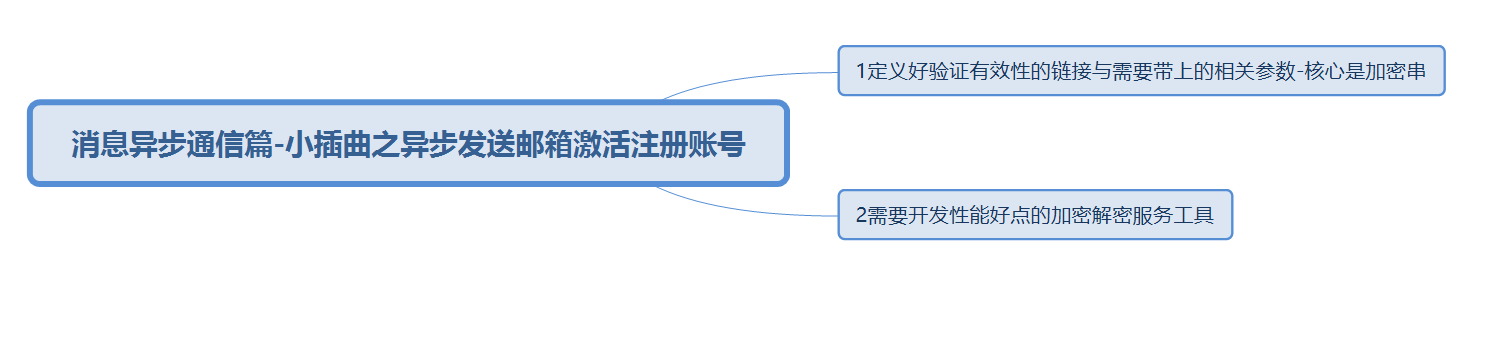 1定义好验证有效性的链接与需要带上的相关参数-核心是加密串
消息异步通信篇-小插曲之异步发送邮箱激活注册账号
2需要开发性能好点的加密解密服务工具